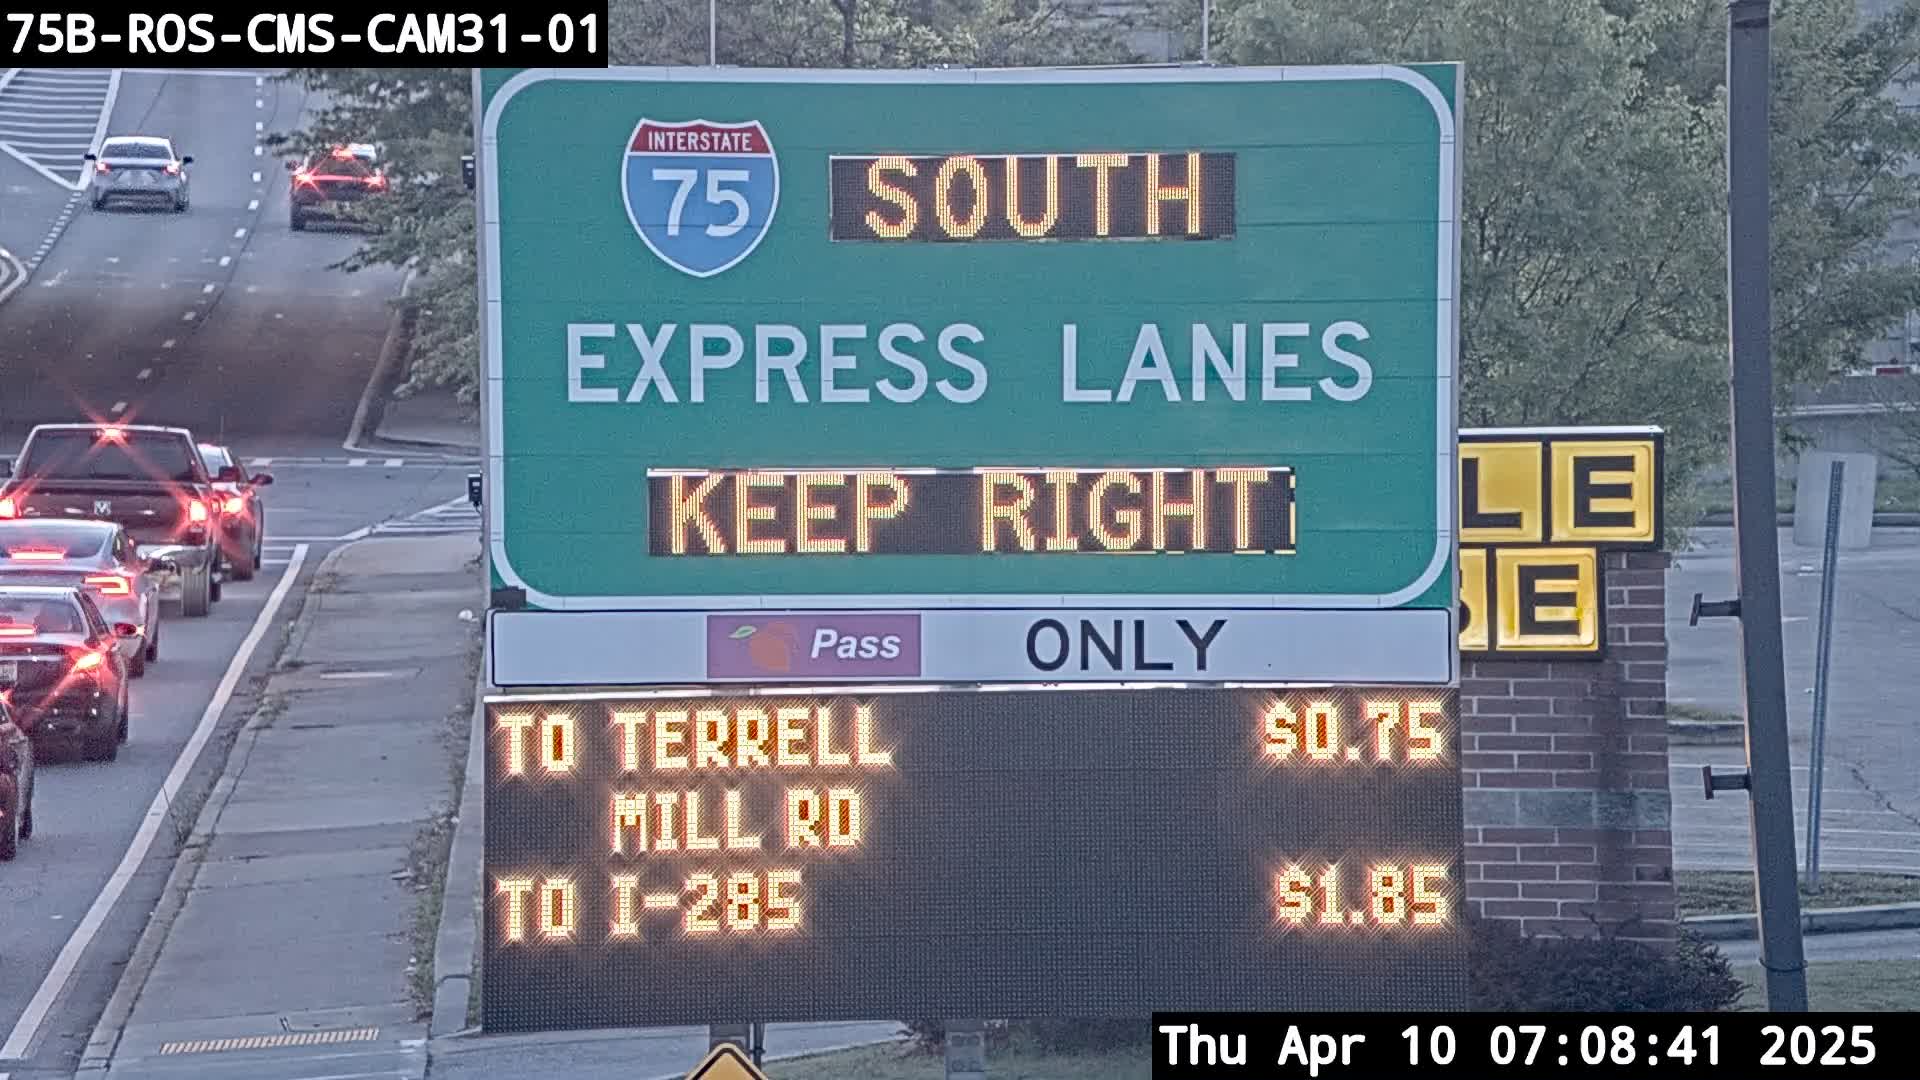 75B-ROS-CMS-CAM31-01
INTERSTATE
75
SOUTH
EXPRESS LANES
KEEP RIGHT
Pass ONLY
TO TERRELL $0.75
MILL RD
TO I-285 $1.85
LE
E
Thu Apr 10 07:08:41 2025